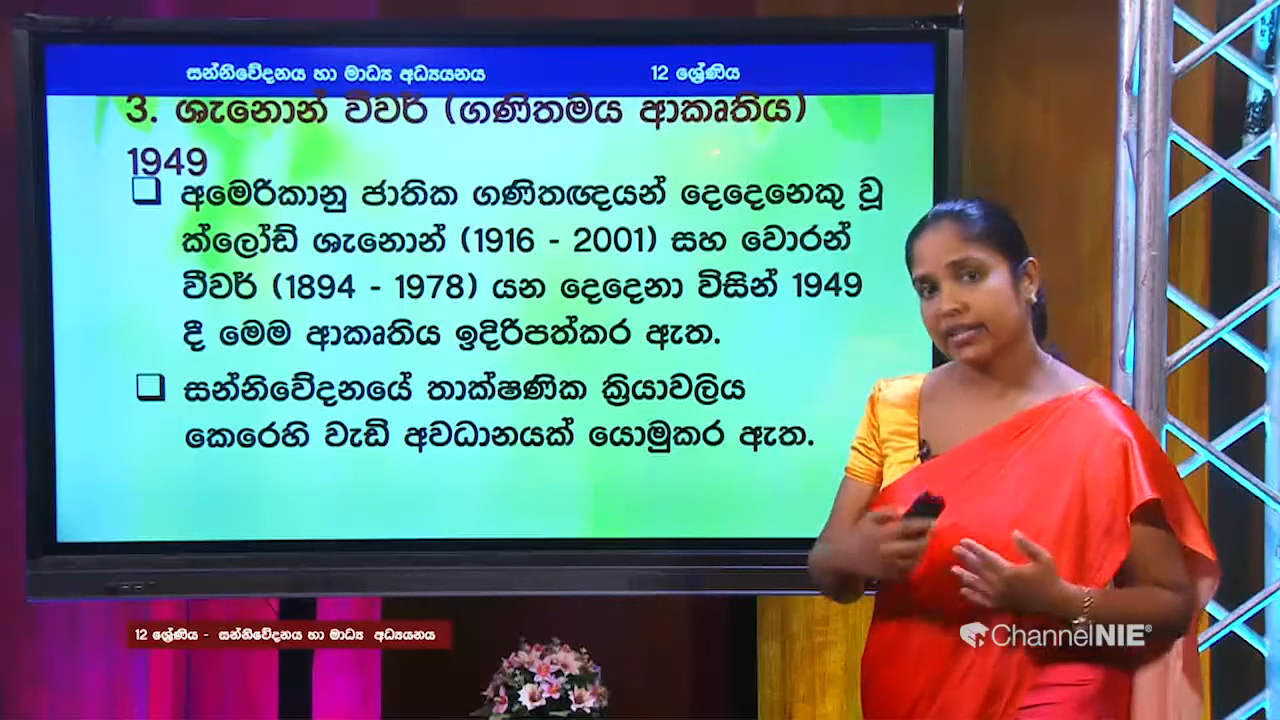 සන්නිවේදනය හා මාධ්‍ය අධ්‍යයනය 12 ශ්‍රේණිය
3. ශැනොන් වීවර් (ගණිතමය ආකෘතිය)
1949
අමෙරිකානු ජාතික ගණිතඥයන් දෙදෙනෙකු වූ
ක්ලෝඩ් ශැනොන් (1916 - 2001) සහ වොරන්
වීවර් (1894 - 1978) යන දෙදෙනා විසින් 1949
දී මෙම ආකෘතිය ඉදිරිපත්කර ඇත.
සන්නිවේදනයේ තාක්ෂණික ක්‍රියාවලිය
කෙරෙහි වැඩි අවධානයක් යොමුකර ඇත.
12 ශ්‍රේණිය - සන්නිවේදනය හා මාධ්‍ය අධ්‍යයනය
ChannelNIE®